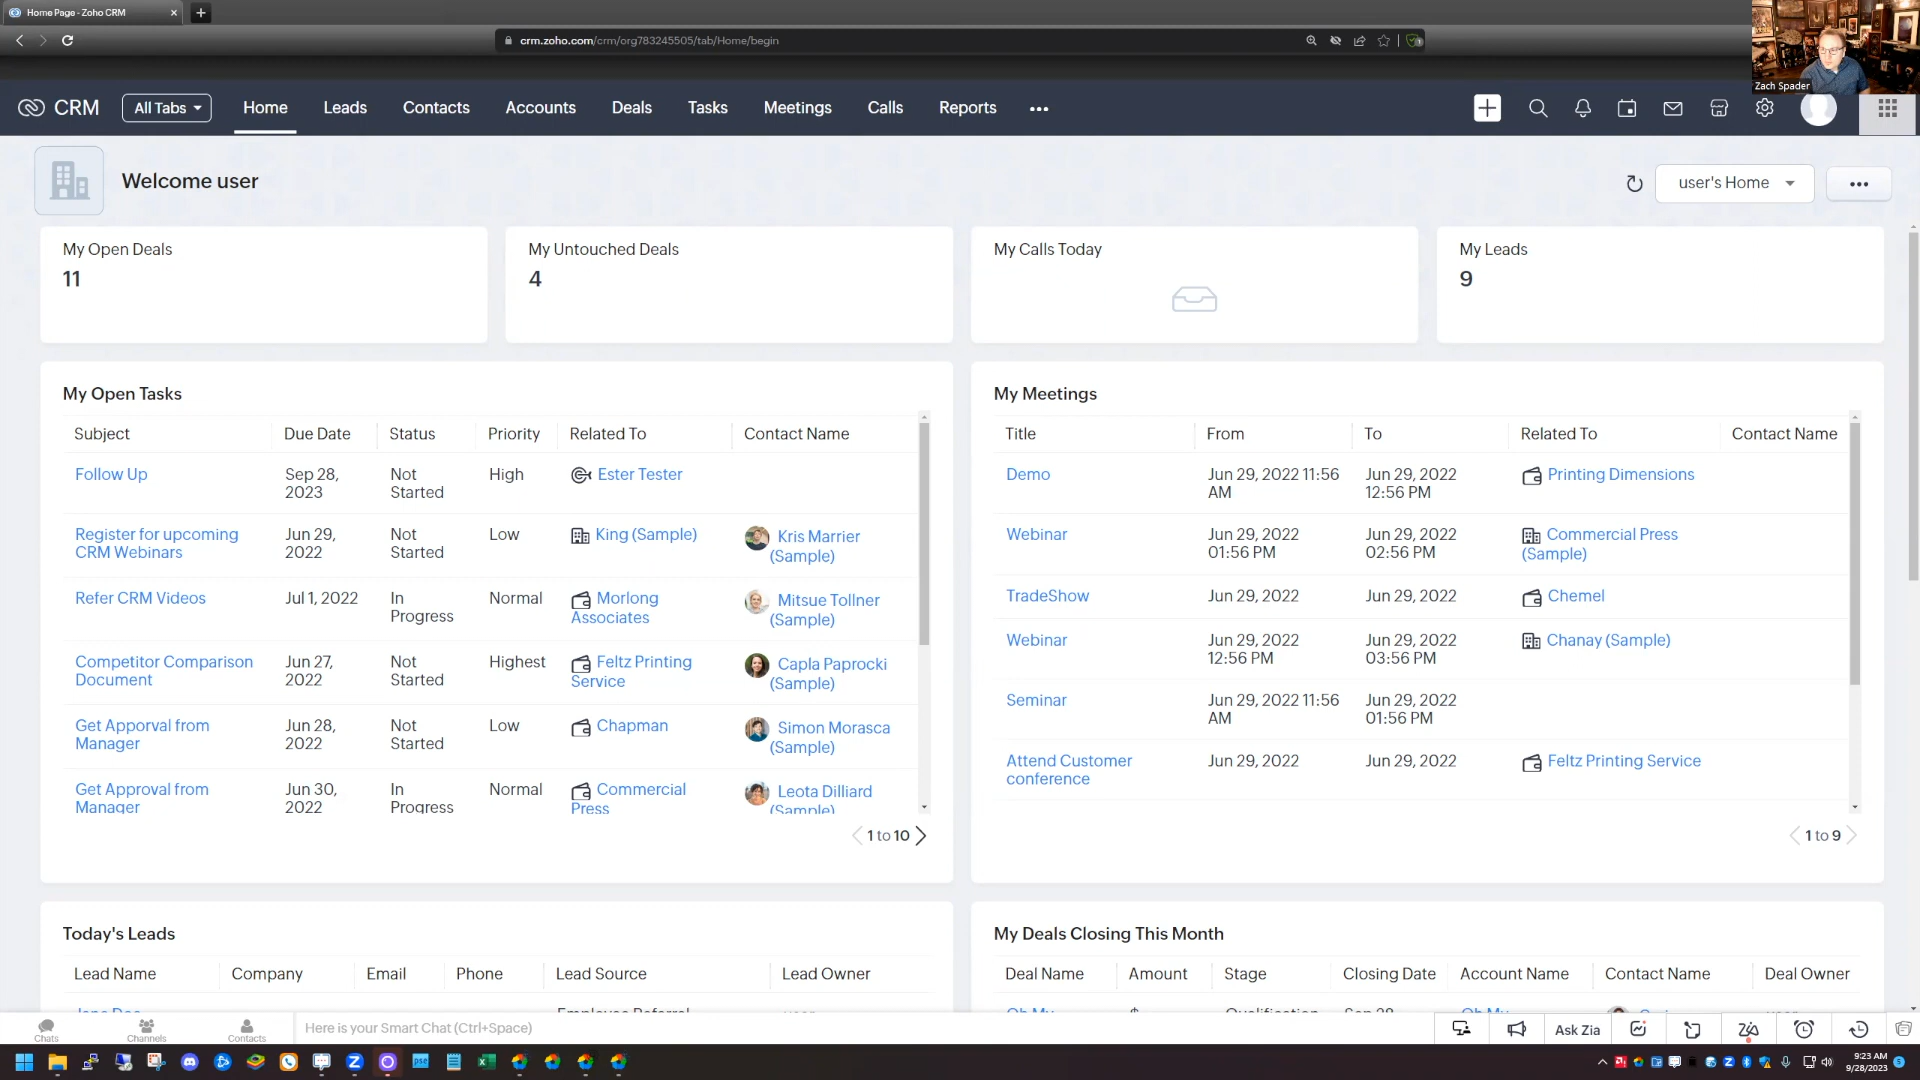 Home Page - Zoho CRM
crm.zoho.com/crm/org783245505/tab/Home/begin
Zach Spader
CRM
All Tabs
Home
Leads
Contacts
Accounts
Deals
Tasks
Meetings
Calls
Reports
Welcome user
user's Home
My Open Deals
11
My Untouched Deals
4
My Calls Today
My Leads
9
My Open Tasks
Subject Due Date Status Priority Related To Contact Name
Follow Up Sep 28, Not High Ester Tester
2023 Started
Register for upcoming Jun 29, Not Low King (Sample) Kris Marrier
CRM Webinars 2022 Started (Sample)
Refer CRM Videos Jul 1, 2022 In Normal Morlong Mitsue Tollner
Progress Associates (Sample)
Competitor Comparison Jun 27, Not Highest Feltz Printing Capla Paprocki
Document 2022 Started Service (Sample)
Get Apporval from Jun 28, Not Low Chapman Simon Morasca
Manager 2022 Started (Sample)
Get Approval from Jun 30, In Normal Commercial Leota Dilliard
Manager 2022 Progress Press (Sample)
1 to 10
My Meetings
Title From To Related To Contact Name
Demo Jun 29, 2022 11:56 Jun 29, 2022 Printing Dimensions
AM 12:56 PM
Webinar Jun 29, 2022 Jun 29, 2022 Commercial Press
01:56 PM 02:56 PM (Sample)
TradeShow Jun 29, 2022 Jun 29, 2022 Chemel
Webinar Jun 29, 2022 Jun 29, 2022 Chanay (Sample)
12:56 PM 03:56 PM
Seminar Jun 29, 2022 11:56 Jun 29, 2022
AM 01:56 PM
Attend Customer Jun 29, 2022 Jun 29, 2022 Feltz Printing Service
conference
1 to 9
Today's Leads
Lead Name Company Email Phone Lead Source Lead Owner
My Deals Closing This Month
Deal Name Amount Stage Closing Date Account Name Contact Name Deal Owner
Chats
Channels
Contacts
Here is your Smart Chat (Ctrl+Space)
Ask Zia
9:23 AM
9/28/2023